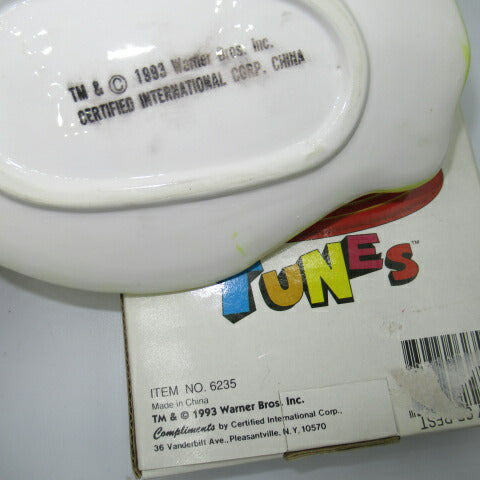 TM & © 1993 Warner Bros. Inc.
CERTIFIED INTERNATIONAL CORP. CHINA
TUNES™
ITEM NO. 6235
Made in China
TM & © 1993 Warner Bros. Inc.
Compliments by Certified International Corp.,
36 Vanderbilt Ave., Pleasantville, N.Y. 10570